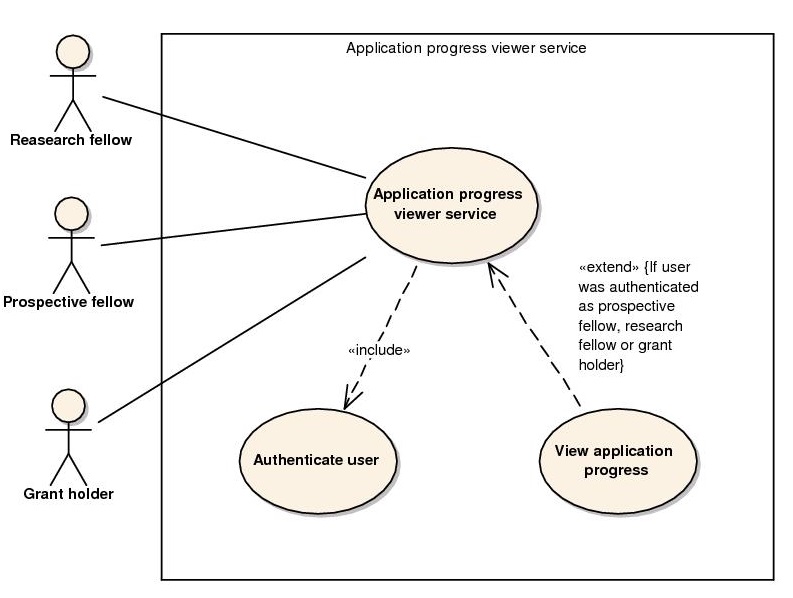 Application progress viewer service
Reasearch fellow
Application progress
viewer service
Prospective fellow
«extend» {If user
was authenticated
as prospective
fellow, research
fellow or grant
holder}
«include»
Authenticate user
View application
progress
Grant holder